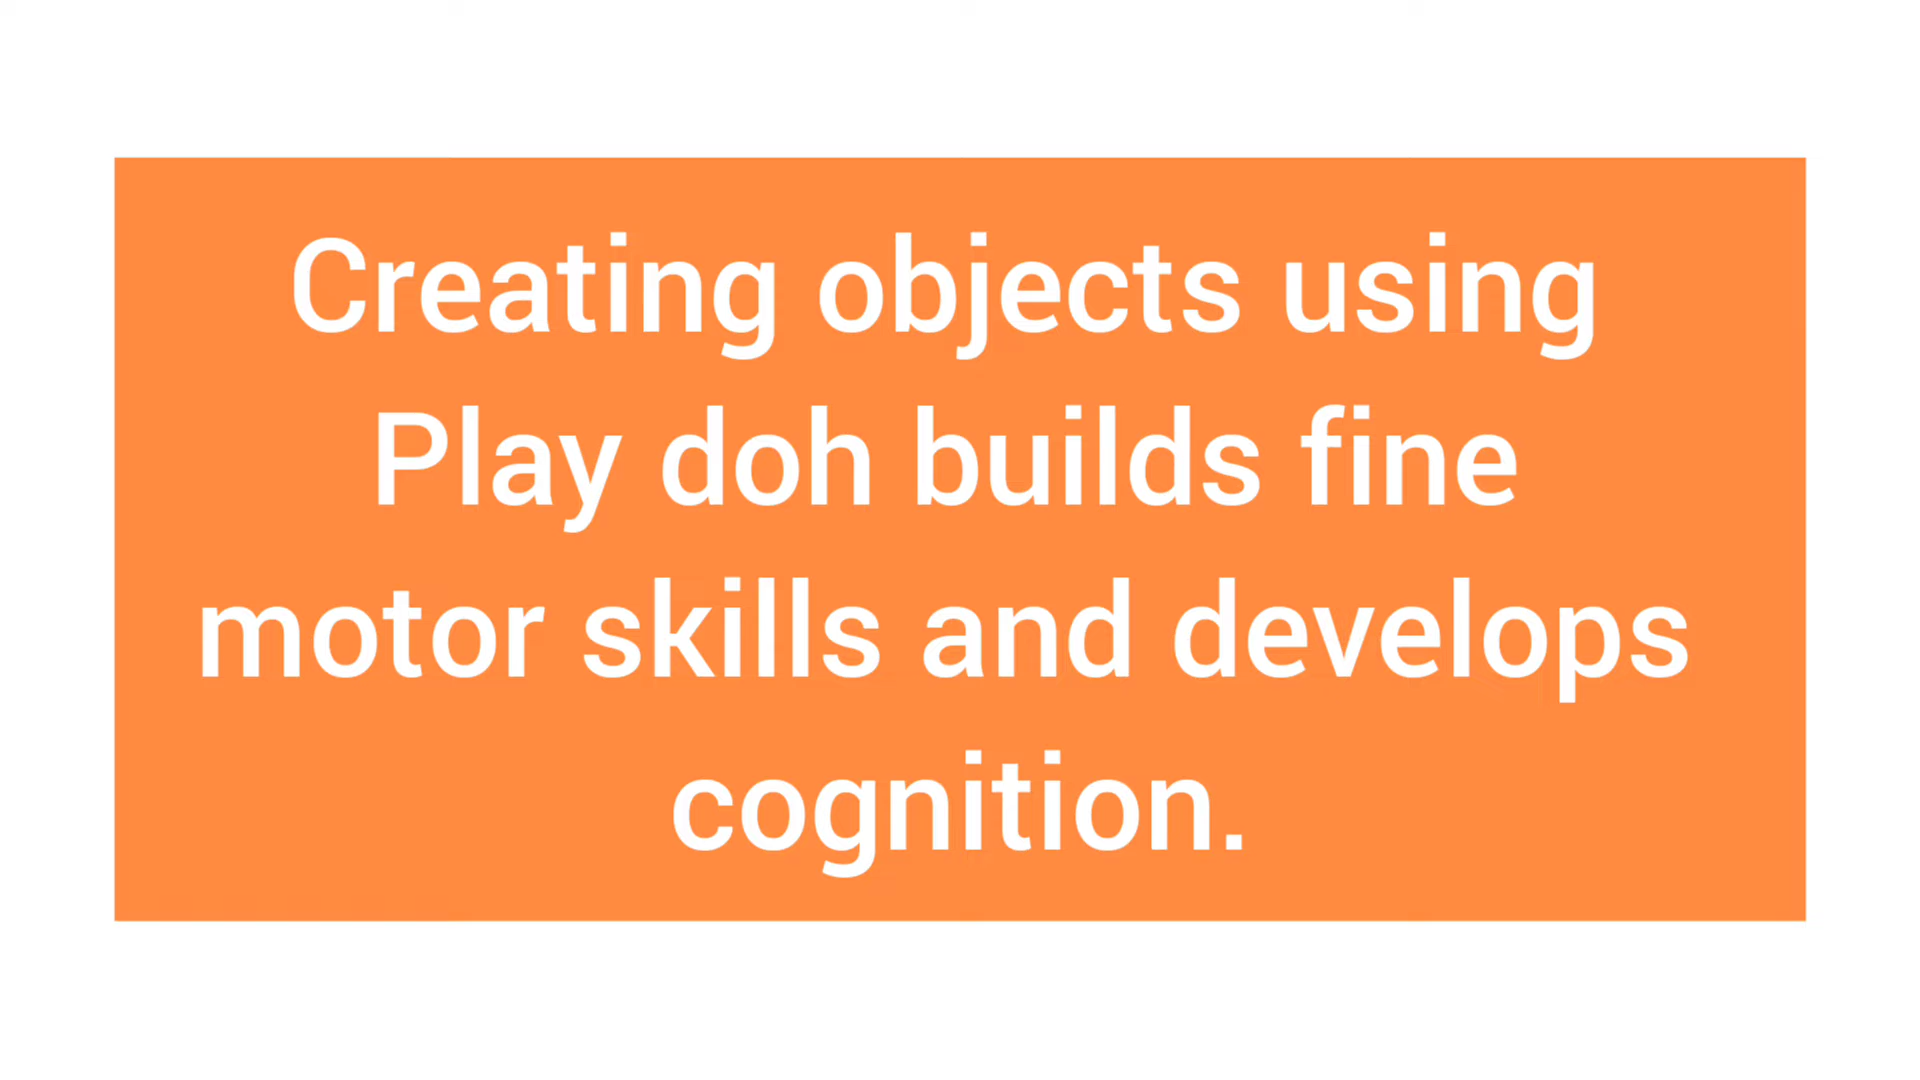 Creating objects using
Play doh builds fine
motor skills and develops
cognition.